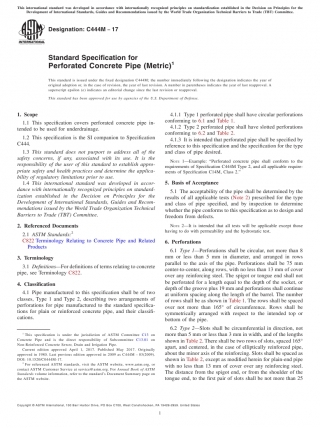 This international standard was developed in accordance with internationally recognized principles on standardization established in the Decision on Principles for the
Development of International Standards, Guides and Recommendations issued by the World Trade Organization Technical Barriers to Trade (TBT) Committee.
Designation: C444M − 17
Standard Specification for
Perforated Concrete Pipe (Metric)1
This standard is issued under the fixed designation C444M; the number immediately following the designation indicates the year of
original adoption or, in the case of revision, the year of last revision. A number in parentheses indicates the year of last reapproval. A
superscript epsilon (ε) indicates an editorial change since the last revision or reapproval.
This standard has been approved for use by agencies of the U.S. Department of Defense.
1. Scope
1.1 This specification covers perforated concrete pipe in-
tended to be used for underdrainage.
1.2 This specification is the SI companion to Specification
C444.
1.3 This standard does not purport to address all of the
safety concerns, if any, associated with its use. It is the
responsibility of the user of this standard to establish appro-
priate safety and health practices and determine the applica-
bility of regulatory limitations prior to use.
1.4 This international standard was developed in accor-
dance with internationally recognized principles on standard-
ization established in the Decision on Principles for the
Development of International Standards, Guides and Recom-
mendations issued by the World Trade Organization Technical
Barriers to Trade (TBT) Committee.
2. Referenced Documents
2.1 ASTM Standards:2
C822 Terminology Relating to Concrete Pipe and Related
Products
3. Terminology
3.1 Definitions—For definitions of terms relating to concrete
pipe, see Terminology C822.
4. Classification
4.1 Pipe manufactured to this specification shall be of two
classes, Type 1 and Type 2, describing two arrangements of
perforations for pipe manufactured to the standard specifica-
tions for plain or reinforced concrete pipe, and their classifi-
cations.
1 This specification is under the jurisdiction of ASTM Committee C13 on
Concrete Pipe and is the direct responsibility of Subcommittee
Non-Reinforced Concrete Sewer, Drain and Irrigation Pipe.
Current edition approved April 1, 2017. Published May 2017. Originally
approved in 1980. Last previous edition approved in 2009 as C444M –
DOI: 10.1520/C0444M-17.
2 For referenced ASTM standards, visit the ASTM website, www.astm.org, or
contact ASTM Customer Service at service@astm.org. For Annual Book of ASTM
Standards volume information, refer to the standard's Document Summary page on
the ASTM website.
4.1.1 Type 1 perforated pipe shall have circular perforations
conforming to 6.1 and Table 1.
4.1.2 Type 2 perforated pipe shall have slotted perforations
conforming to 6.2 and Table 2.
4.1.3 It is intended that perforated pipe shall be specified by
reference to this specification and the specification for the type
and class of pipe desired.
NOTE 1—Example: "Perforated concrete pipe shall conform to the
requirements of Specification C444M Type 2, and all applicable require-
ments of Specification C14M, Class 2."
5. Basis of Acceptance
5.1 The acceptability of the pipe shall be determined by the
results of all applicable tests (Note 2) described for the type
and class of pipe specified, and by inspection to determine
whether the pipe conforms to this specification as to design and
freedom from defects.
NOTE 2—It is intended that all tests will be applicable except those
having to do with permeability and the hydrostatic test.
6. Perforations
6.1 Type 1—Perforations shall be circular, not more than 8
mm or less than 5 mm in diameter, and arranged in rows
parallel to the axis of the pipe. Perforations shall be 75 mm
center-to-center, along rows, with no less than 13 mm of cover
over any reinforcing steel. The spigot or tongue end shall not
be perforated for a length equal to the depth of the socket, or
depth of the groove plus mm and perforations shall continue
at uniform spacing along the length of the barrel. The number
of rows shall be as shown in Table 1. The rows shall be spaced
over not more than 165° of circumference. Rows shall be
symmetrically arranged with respect to the intended top or
bottom of the pipe.
6.2 Type 2—Slots shall be circumferential in direction, not
more than mm or less than 3 mm in width, and of the lengths
shown in Table 2. There shall be two rows of slots, spaced 165°
apart, and centered, in the case of elliptically reinforced pipe,
about the minor axis of the reinforcing. Slots shall be spaced as
shown in Table 2, except as modified herein for plain end pipe
with no less than 13 mm of cover over any reinforcing steel.
The distance from the spigot end, or from the shoulder of the
tongue end, to the first pair of slots shall be not more than 25
Copyright © ASTM International, 100 Barr Harbor Drive, PO Box C700, West Conshohocken, PA 19428-2959. United States
1